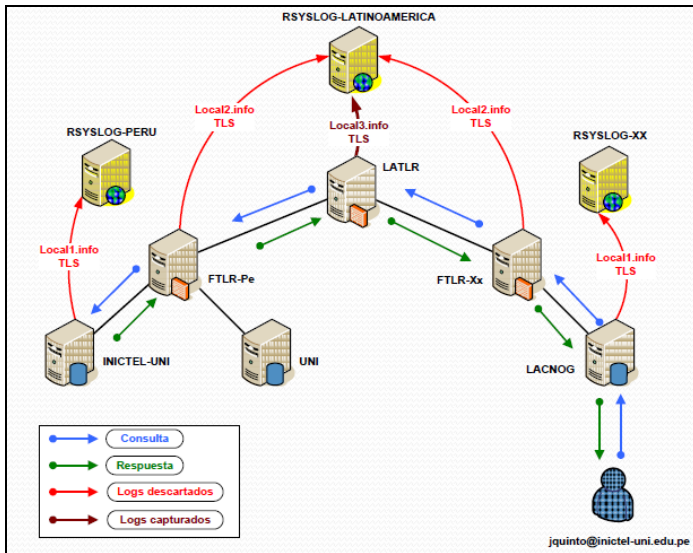 RSYSLOG-LATINOAMERICA
Local2.info
TLS
Local3.info
TLS
Local2.info
TLS
RSYSLOG-PERU
RSYSLOG-XX
LATLR
Local1.info
TLS
FTLR-Pe
FTLR-Xx
Local1.info
TLS
INICTEL-UNI
UNI
LACNOG
Consulta
Respuesta
Logs descartados
Logs capturados
jquinto@inictel-uni.edu.pe